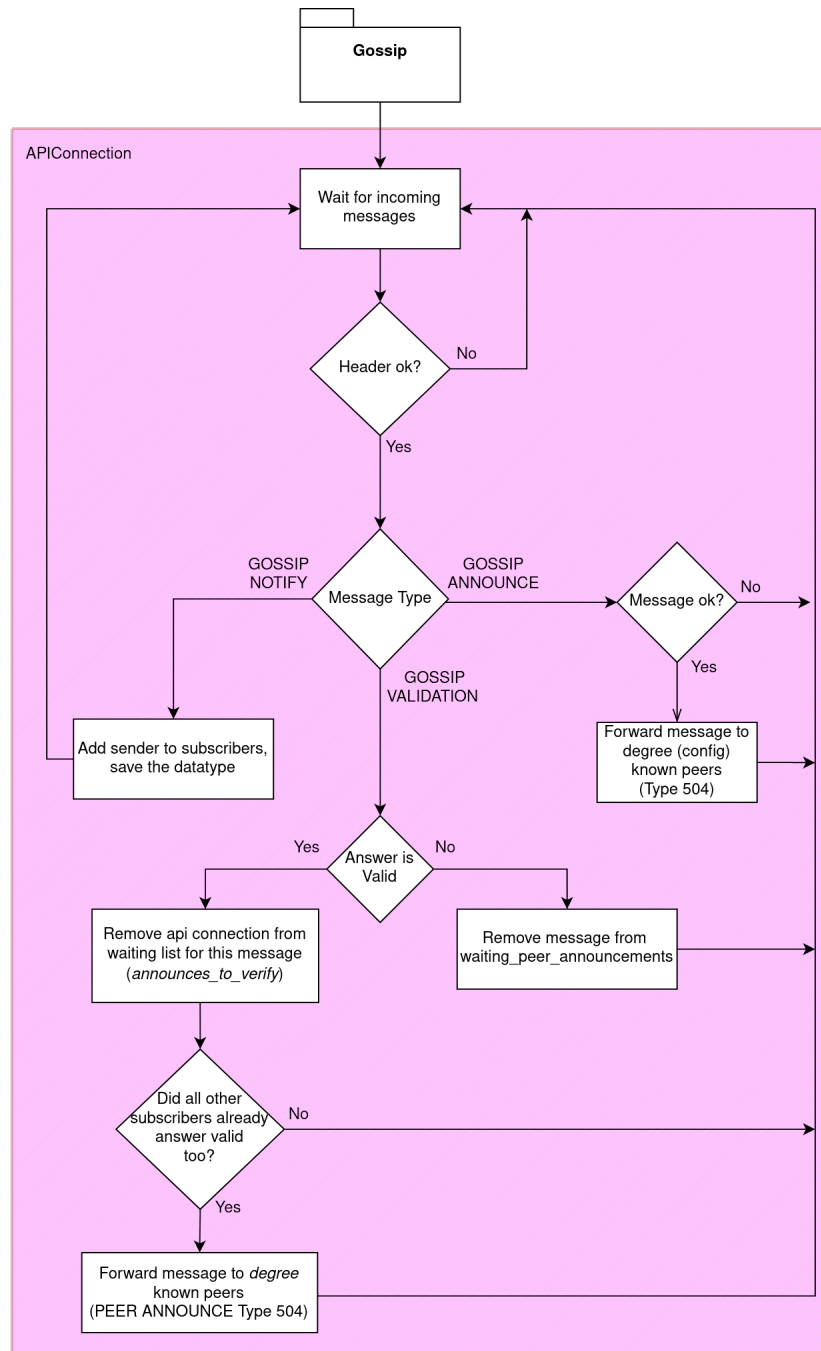 Gossip
APIConnection
Wait for incoming
messages
Header ok?
No
Yes
GOSSIP
NOTIFY
Message Type
GOSSIP
ANNOUNCE
Message ok?
No
Yes
GOSSIP
VALIDATION
Add sender to subscribers,
save the datatype
Forward message to
degree (config)
known peers
(Type 504)
Yes
Answer is
Valid
No
Remove api connection from
waiting list for this message
(announces_to_verify)
Remove message from
waiting_peer_announcements
Did all other
subscribers already
answer valid
too?
No
Yes
Forward message to degree
known peers
(PEER ANNOUNCE Type 504)